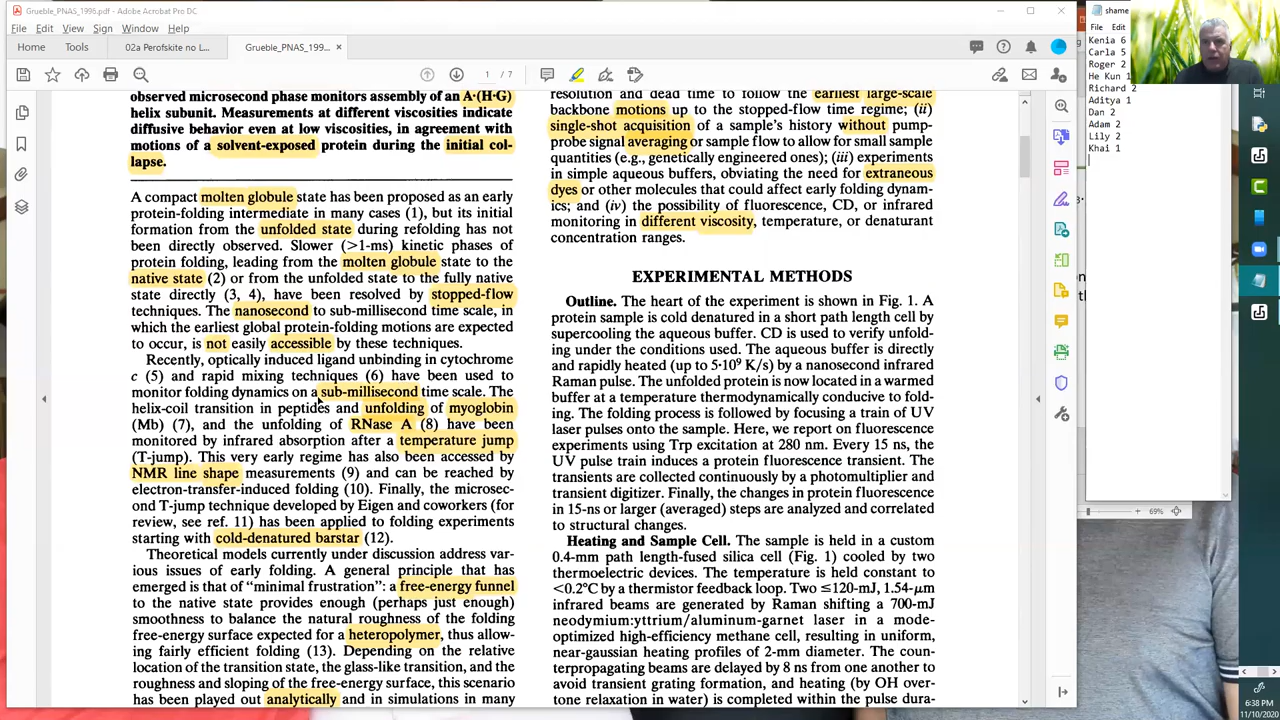 Grueble_PNAS_1996.pdf - Adobe Acrobat Pro DC
File Edit View Sign Window Help
Home Tools 02a Perofskite no L... Grueble_PNAS_199... ×
1 / 7
observed microsecond phase monitors assembly of an A·(H·G)
helix subunit. Measurements at different viscosities indicate
diffusive behavior even at low viscosities, in agreement with
motions of a solvent-exposed protein during the initial col-
lapse.
A compact molten globule state has been proposed as an early
protein-folding intermediate in many cases (1), but its initial
formation from the unfolded state during refolding has not
been directly observed. Slower (>1-ms) kinetic phases of
protein folding, leading from the molten globule state to the
native state (2) or from the unfolded state to the fully native
state directly (3, 4), have been resolved by stopped-flow
techniques. The nanosecond to sub-millisecond time scale, in
which the earliest global protein-folding motions are expected
to occur, is not easily accessible by these techniques.
Recently, optically induced ligand unbinding in cytochrome
c (5) and rapid mixing techniques (6) have been used to
monitor folding dynamics on a sub-millisecond time scale. The
helix-coil transition in peptides and unfolding of myoglobin
(Mb) (7), and the unfolding of RNase A (8) have been
monitored by infrared absorption after a temperature jump
(T-jump). This very early regime has also been accessed by
NMR line shape measurements (9) and can be reached by
electron-transfer-induced folding (10). Finally, the microsec-
ond T-jump technique developed by Eigen and coworkers (for
review, see ref. 11) has been applied to folding experiments
starting with cold-denatured barstar (12).
Theoretical models currently under discussion address var-
ious issues of early folding. A general principle that has
emerged is that of "minimal frustration": a free-energy funnel
to the native state provides enough (perhaps just enough)
smoothness to balance the natural roughness of the folding
free-energy surface expected for a heteropolymer, thus allow-
ing fairly efficient folding (13). Depending on the relative
location of the transition state, the glass-like transition, and the
roughness and sloping of the free-energy surface, this scenario
has been played out analytically and in simulations in many
resolution and dead time to follow the earliest large-scale
backbone motions up to the stopped-flow time regime; (ii)
single-shot acquisition of a sample's history without pump-
probe signal averaging or sample flow to allow for small sample
quantities (e.g., genetically engineered ones); (iii) experiments
in simple aqueous buffers, obviating the need for extraneous
dyes or other molecules that could affect early folding dynam-
ics; and (iv) the possibility of fluorescence, CD, or infrared
monitoring in different viscosity, temperature, or denaturant
concentration ranges.
EXPERIMENTAL METHODS
Outline. The heart of the experiment is shown in Fig. 1. A
protein sample is cold denatured in a short path length cell by
supercooling the aqueous buffer. CD is used to verify unfold-
ing under the conditions used. The aqueous buffer is directly
and rapidly heated (up to 5·10⁹ K/s) by a nanosecond infrared
Raman pulse. The unfolded protein is now located in a warmed
buffer at a temperature thermodynamically conducive to fold-
ing. The folding process is followed by focusing a train of UV
laser pulses onto the sample. Here, we report on fluorescence
experiments using Trp excitation at 280 nm. Every 15 ns, the
UV pulse train induces a protein fluorescence transient. The
transients are collected continuously by a photomultiplier and
transient digitizer. Finally, the changes in protein fluorescence
in 15-ns or larger (averaged) steps are analyzed and correlated
to structural changes.
Heating and Sample Cell. The sample is held in a custom
0.4-mm path length-fused silica cell (Fig. 1) cooled by two
thermoelectric devices. The temperature is held constant to
<0.2°C by a thermistor feedback loop. Two ≤120-mJ, 1.54-μm
infrared beams are generated by Raman shifting a 700-mJ
neodymium:yttrium/aluminum-garnet laser in a mode-
optimized high-efficiency methane cell, resulting in uniform,
near-gaussian heating profiles of 2-mm diameter. The coun-
terpropagating beams are delayed by 8 ns from one another to
avoid transient grating formation, and heating (by OH over-
tone relaxation in water) is completed within the pulse dura-
shame
File Edit
Kenia 6
Carla 5
Roger 2
He Kun 1
Richard 2
Aditya 1
Dan 2
Adam 2
Lily 2
Khai 1
69%
6:38 PM
11/10/2020